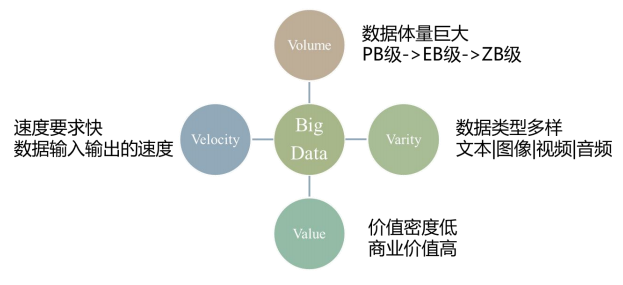 Volume
数据体量巨大
PB级->EB级->ZB级
速度要求快
数据输入输出的速度
Velocity
Big
Data
Varity
数据类型多样
文本|图像|视频|音频
Value
价值密度低
商业价值高